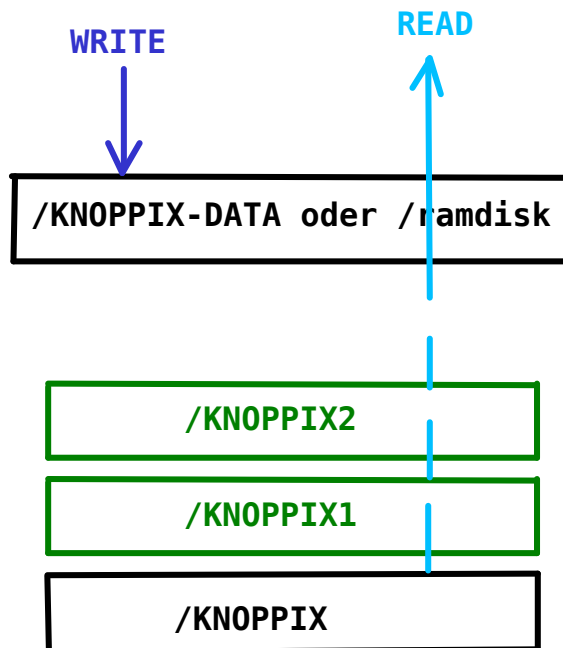 WRITE
READ
/KNOPPIX-DATA oder /ramdisk
/KNOPPIX2
/KNOPPIX1
/KNOPPIX